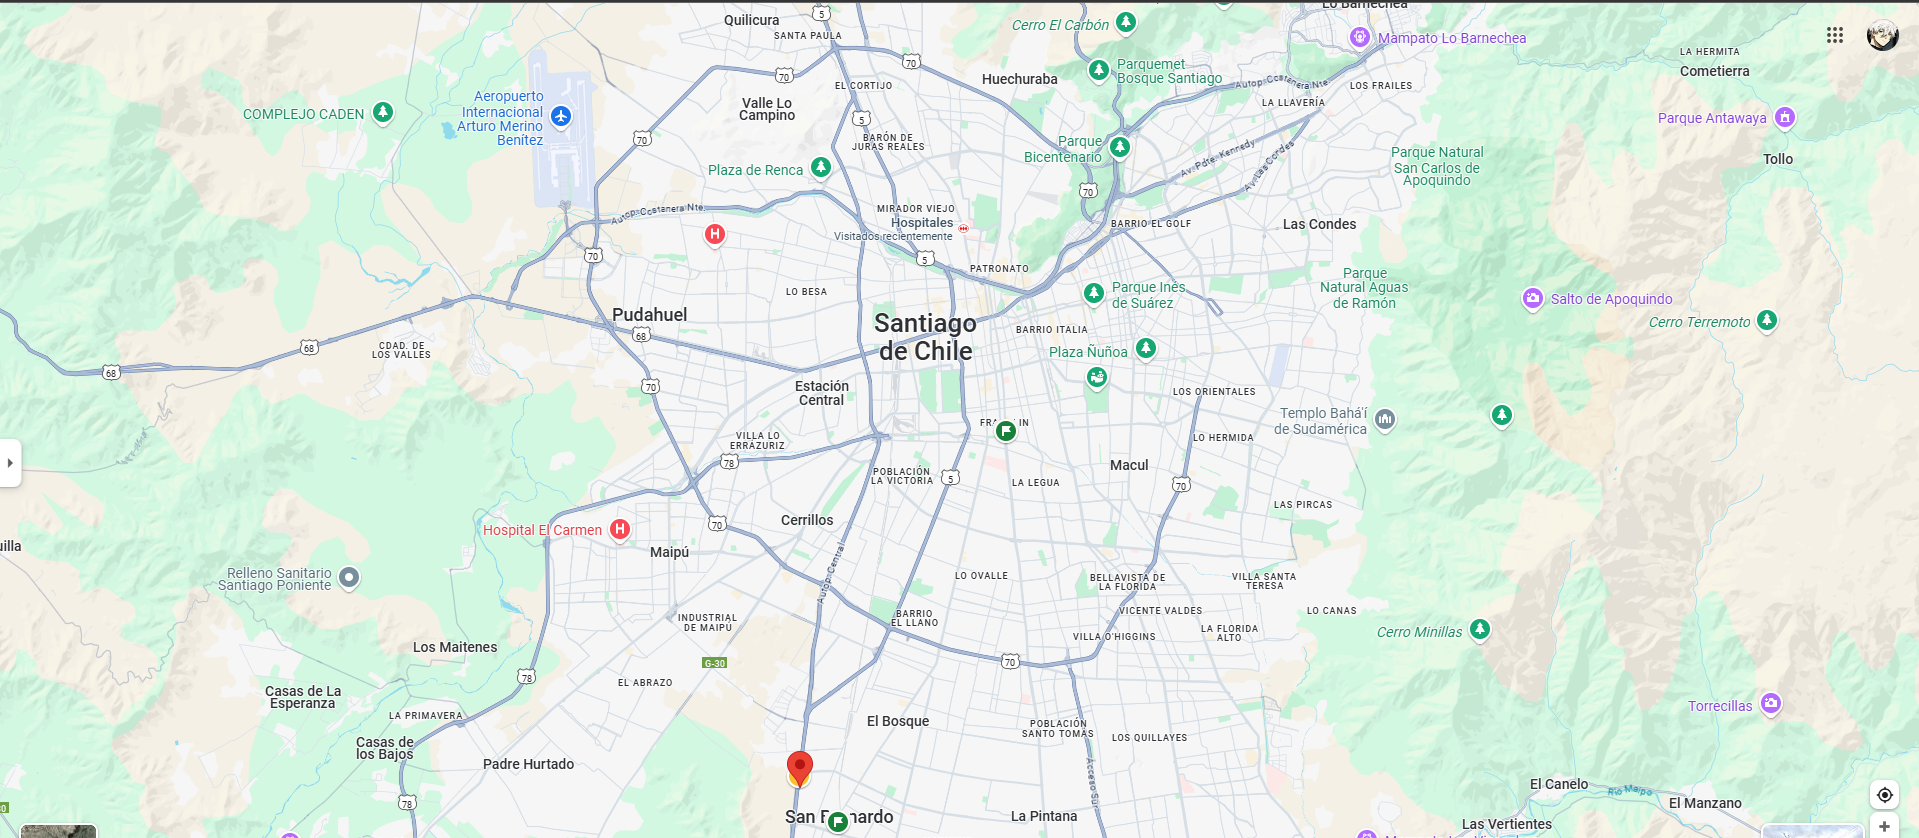 Quilicura
SANTA PAULA
5
Cerro El Carbón
Lo Barnechea
Mampato Lo Barnechea
LA HERMITA
Cometierra
70
70
Huechuraba
Parquemet
Bosque Santiago
Autop. Costanera Nte.
LOS FRAILES
LA LLAVERÍA
EL CORTIJO
Valle Lo
Campino
COMPLEJO CADEN
Aeropuerto
Internacional
Arturo Merino
Benítez
5
70
BARÓN DE
JURAS REALES
Parque
Bicentenario
Av. Pdte. Kennedy
Av. Las Condes
Parque Antawaya
Tollo
Parque Natural
San Carlos de
Apoquindo
Plaza de Renca
70
Autop. Costanera Nte.
MIRADOR VIEJO
Hospitales
Visitados recientemente
H
BARRIO EL GOLF
Las Condes
70
5
PATRONATO
LO BESA
Parque Inés
de Suárez
Parque
Natural Aguas
de Ramón
Salto de Apoquindo
Cerro Terremoto
Pudahuel
Santiago
de Chile
BARRIO ITALIA
68
68
68
CDAD. DE
LOS VALLES
Plaza Ñuñoa
70
Estación
Central
LOS ORIENTALES
Templo Bahá'í
de Sudamérica
FRA
LIN
VILLA LO
ERRAZURIZ
LO HERMIDA
78
Macul
POBLACIÓN
LA VICTORIA
5
LA LEGUA
70
LAS PIRCAS
Cerrillos
70
Hospital El Carmen
H
Maipú
uilla
Relleno Sanitario
Santiago Poniente
Autop. Central
LO OVALLE
BELLAVISTA DE
LA FLORIDA
VILLA SANTA
TERESA
BARRIO
EL LLANO
VICENTE VALDES
LO CANAS
INDUSTRIAL
DE MAIPÚ
VILLA O'HIGGINS
LA FLORIDA
ALTO
Cerro Minillas
Los Maitenes
G-30
70
78
EL ABRAZO
Casas de La
Esperanza
LA PRIMAVERA
El Bosque
POBLACIÓN
SANTO TOMAS
LOS QUILLAYES
Torrecillas
Casas de
los Bajos
Padre Hurtado
Acceso Sur
El Canelo
Río Maipo
El Manzano
78
San B
nardo
La Pintana
Las Vertientes